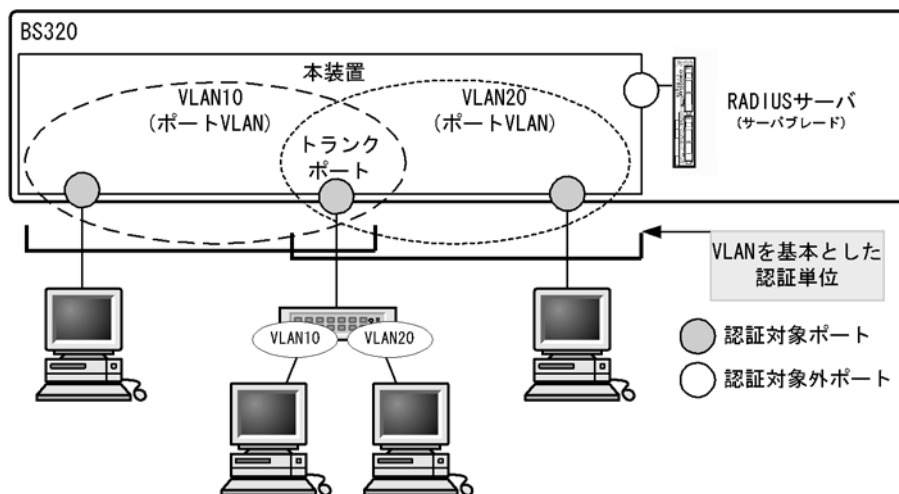 BS320
本装置
VLAN10
(ポートVLAN)
VLAN20
(ポートVLAN)
トランク
ポート
RADIUSサーバ
(サーバブレード)
VLANを基本とした
認証単位
VLAN10
VLAN20
認証対象ポート
認証対象外ポート